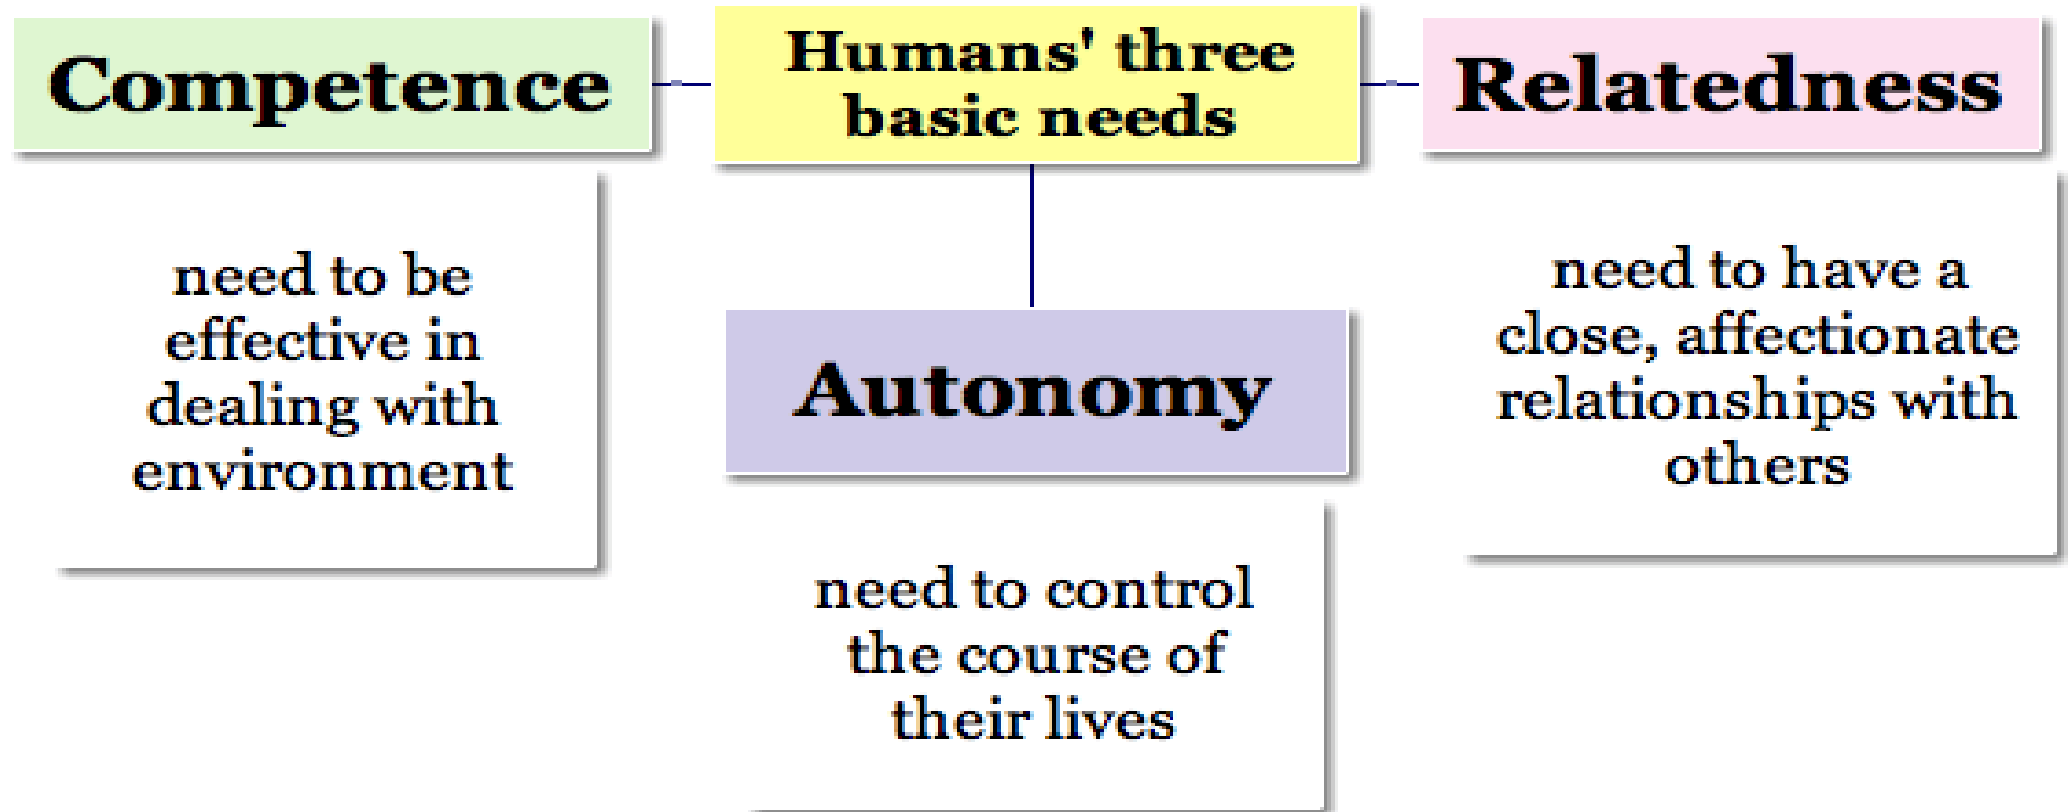 Competence
Humans' three
basic needs
Relatedness
need to be
effective in
dealing with
environment
Autonomy
need to control
the course of
their lives
need to have a
close, affectionate
relationships with
others